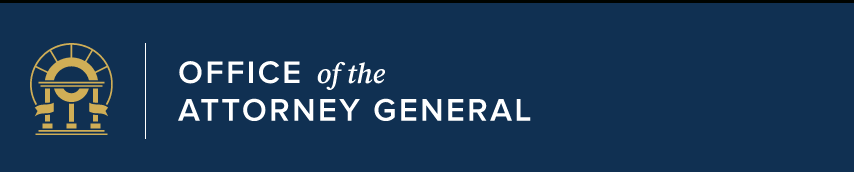 OFFICE of the
ATTORNEY GENERAL